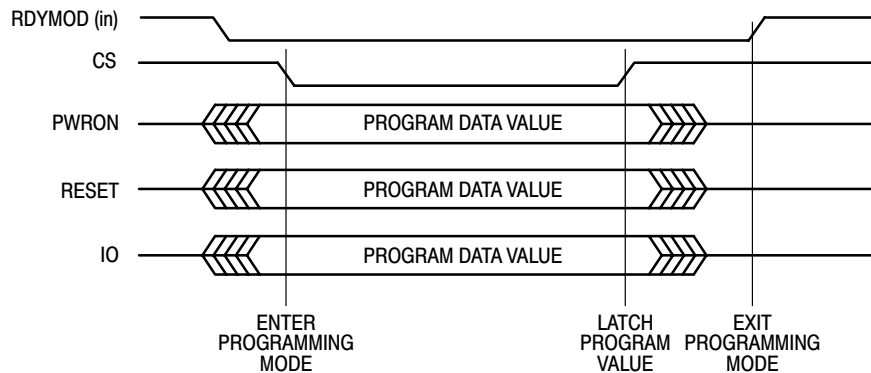 RDYMOD (in)
CS
PWRON
PROGRAM DATA VALUE
RESET
PROGRAM DATA VALUE
IO
PROGRAM DATA VALUE
ENTER
PROGRAMMING
MODE
LATCH
PROGRAM
VALUE
EXIT
PROGRAMMING
MODE